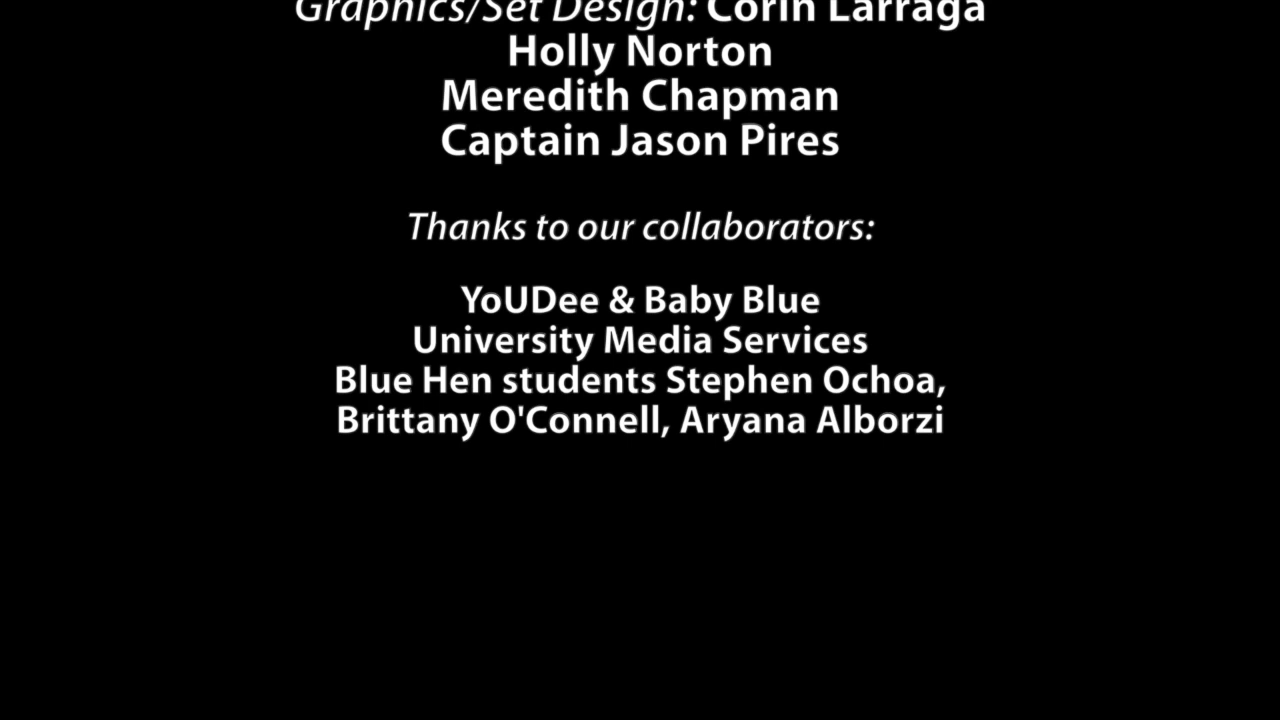 Graphics/Set Design: Corin Larraga
Holly Norton
Meredith Chapman
Captain Jason Pires
Thanks to our collaborators:
YoUDee & Baby Blue
University Media Services
Blue Hen students Stephen Ochoa,
Brittany O'Connell, Aryana Alborzi